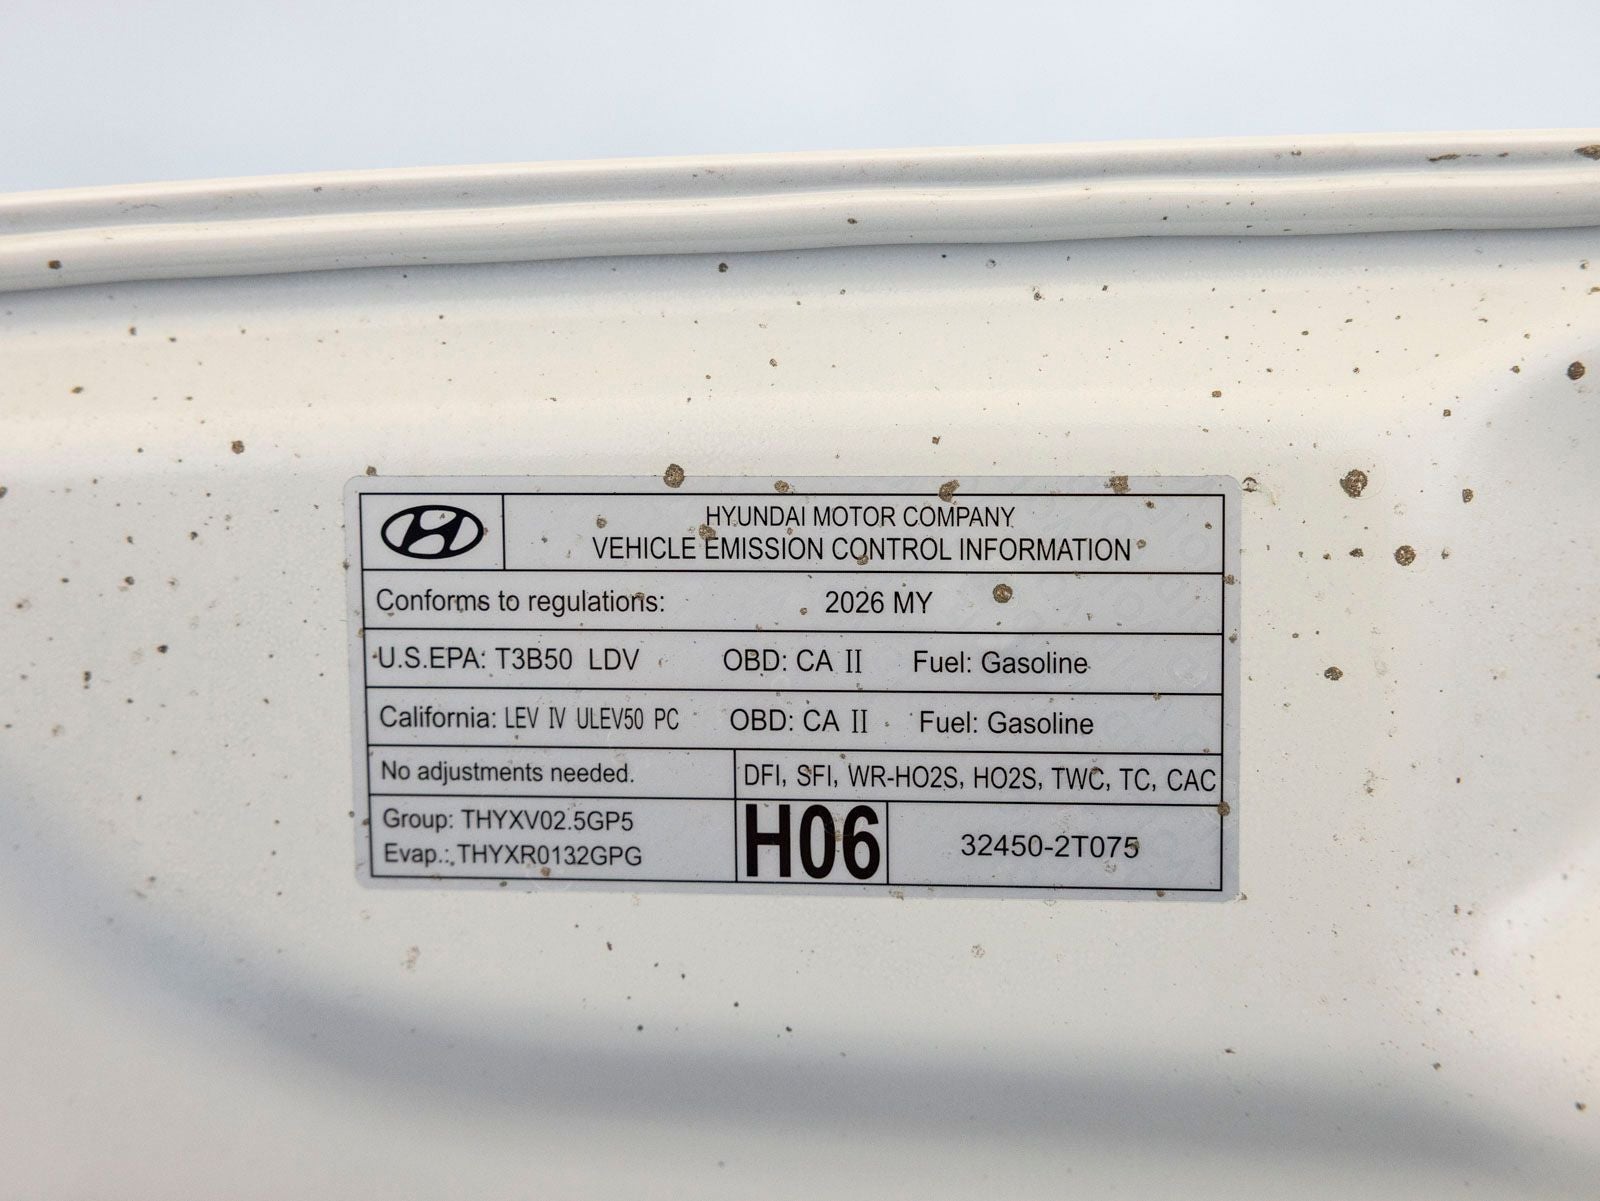 HYUNDAI MOTOR COMPANY
VEHICLE EMISSION CONTROL INFORMATION
Conforms to regulations: 2026 MY
U.S.EPA: T3B50 LDV OBD: CA II Fuel: Gasoline
California: LEV IV ULEV50 PC OBD: CA II Fuel: Gasoline
No adjustments needed. DFI, SFI, WR-HO2S, HO2S, TWC, TC, CAC
Group: THYXV02.5GP5
Evap.: THYXR0132GPG
H06
32450-2T075